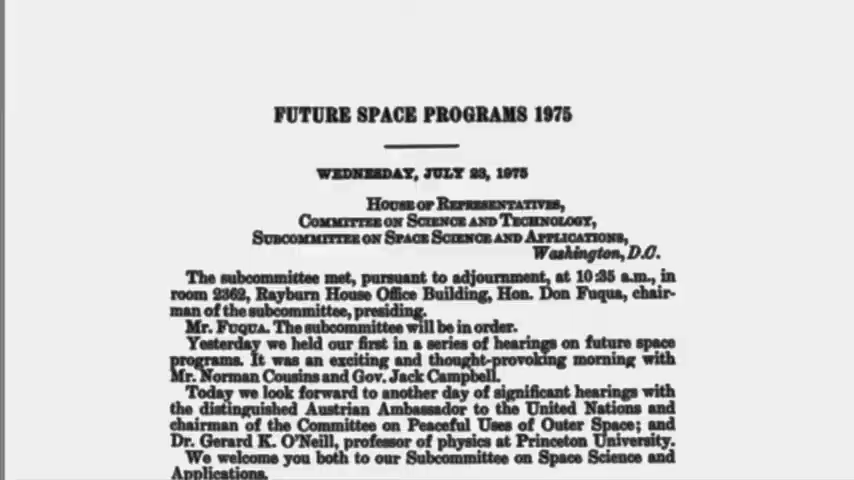 FUTURE SPACE PROGRAMS 1975
WEDNESDAY, JULY 23, 1975
HOUSE OF REPRESENTATIVES,
COMMITTEE ON SCIENCE AND TECHNOLOGY,
SUBCOMMITTEE ON SPACE SCIENCE AND APPLICATIONS,
Washington, D.C.
The subcommittee met, pursuant to adjournment, at 10:35 a.m., in
room 2362, Rayburn House Office Building, Hon. Don Fuqua, chair-
man of the subcommittee, presiding.
Mr. FUQUA. The subcommittee will be in order.
Yesterday we held our first in a series of hearings on future space
programs. It was an exciting and thought-provoking morning with
Mr. Norman Cousins and Gov. Jack Campbell.
Today we look forward to another day of significant hearings with
the distinguished Austrian Ambassador to the United Nations and
chairman of the Committee on Peaceful Uses of Outer Space; and
Dr. Gerard K. O'Neill, professor of physics at Princeton University.
We welcome you both to our Subcommittee on Space Science and
Applications.